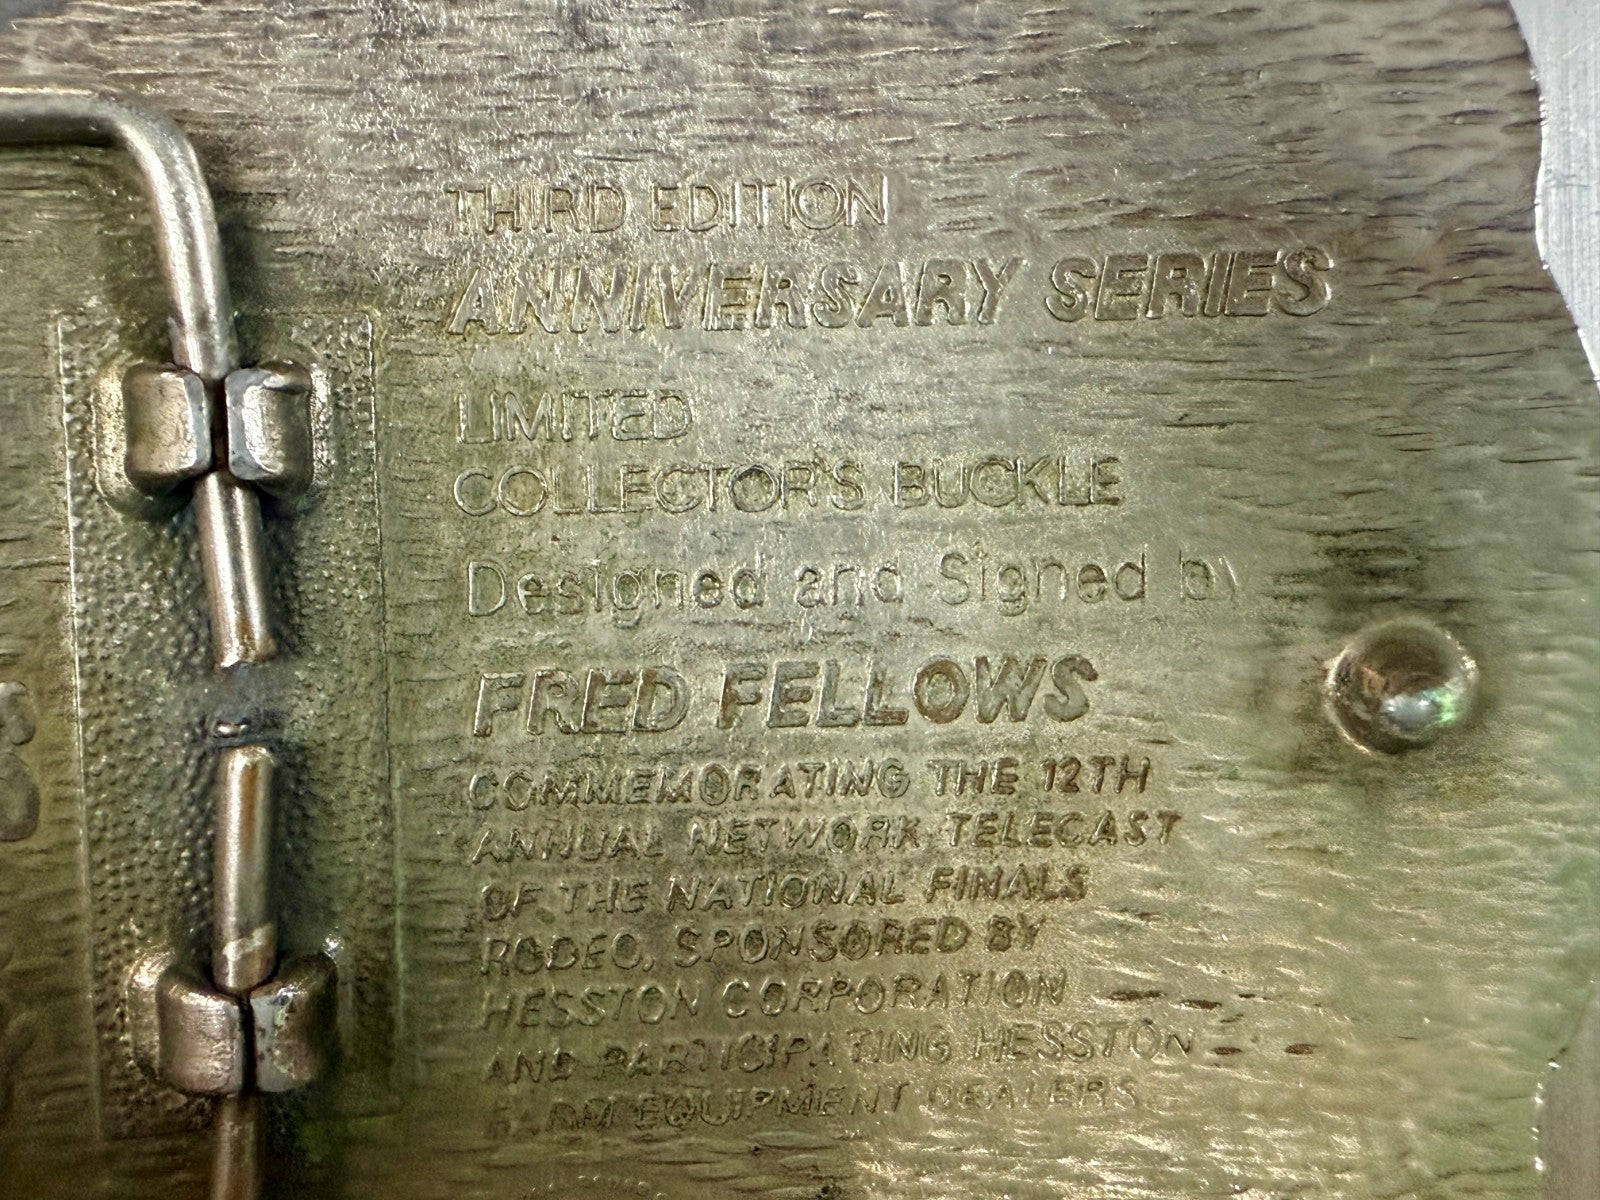 THIRD EDITION
ANNIVERSARY SERIES
LIMITED
COLLECTOR'S BUCKLE
Designed and Signed by
FRED FELLOWS
COMMEMORATING THE 12TH
ANNUAL NETWORK TELECAST
OF THE NATIONAL FINALS
RODEO, SPONSORED BY
HESSTON CORPORATION
AND PARTICIPATING HESSTON
FARM EQUIPMENT DEALERS.